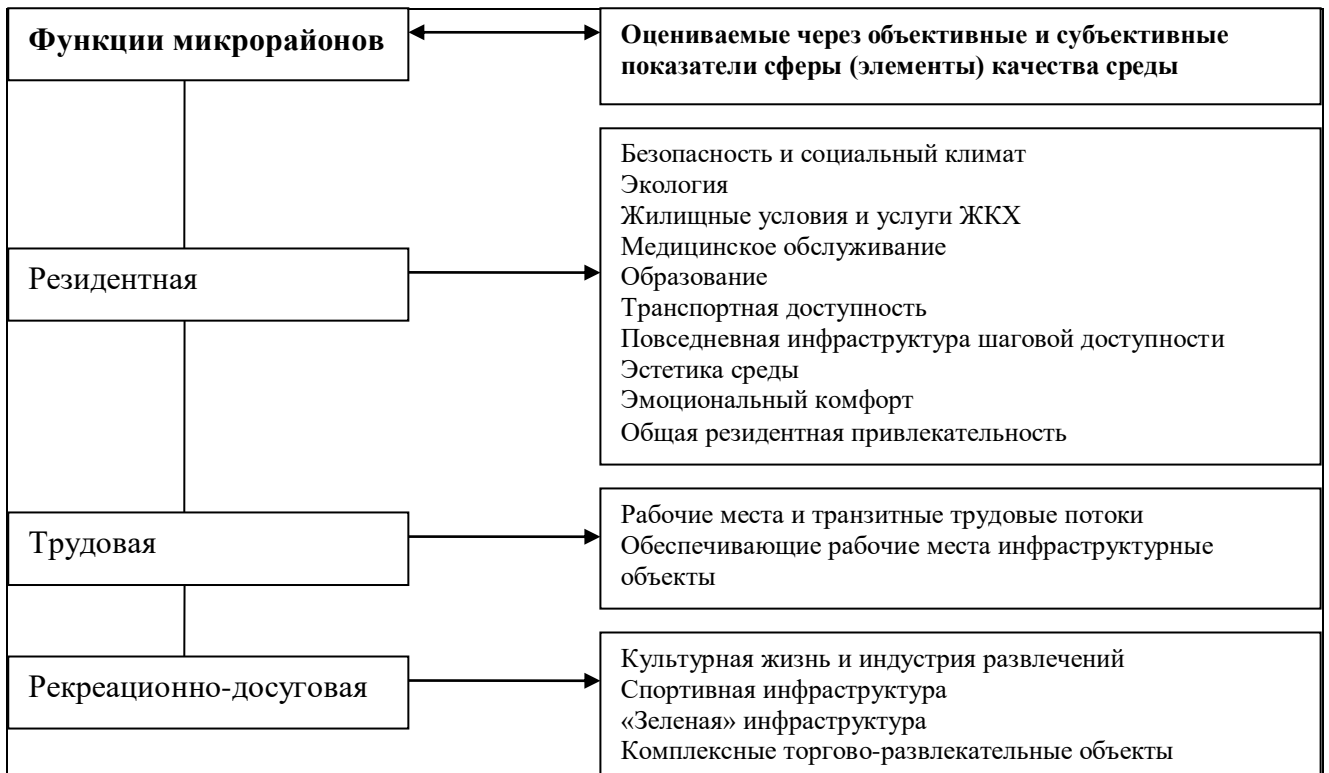 Функции микрорайонов
Оцениваемые через объективные и субъективные
показатели сферы (элементы) качества среды
Резидентная
Безопасность и социальный климат
Экология
Жилищные условия и услуги ЖКХ
Медицинское обслуживание
Образование
Транспортная доступность
Повседневная инфраструктура шаговой доступности
Эстетика среды
Эмоциональный комфорт
Общая резидентная привлекательность
Трудовая
Рабочие места и транзитные трудовые потоки
Обеспечивающие рабочие места инфраструктурные
объекты
Рекреационно-досуговая
Культурная жизнь и индустрия развлечений
Спортивная инфраструктура
«Зеленая» инфраструктура
Комплексные торгово-развлекательные объекты